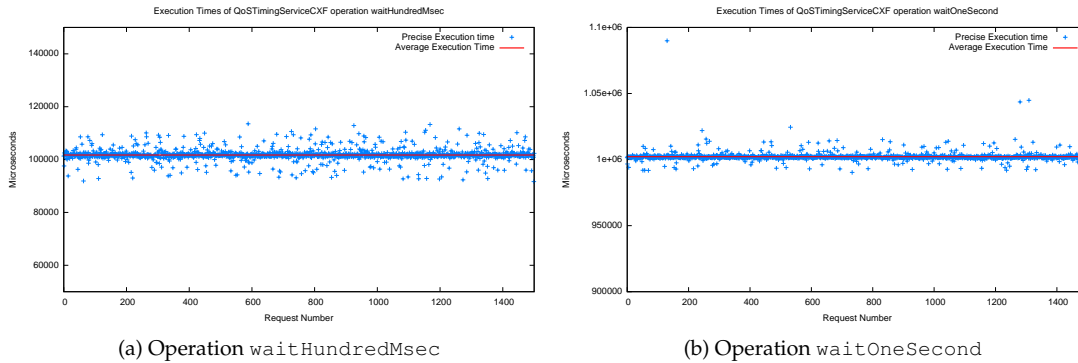 Execution Times of QoSTimingServiceCXF operation waitHundredMsec
Precise Execution time
Average Execution Time
140000
120000
100000
80000
60000
Microseconds
0 200 400 600 800 1000 1200 1400
Request Number
(a) Operation waitHundredMsec
Execution Times of QoSTimingServiceCXF operation waitOneSecond
Precise Execution time
Average Execution Time
1.1e+06
1.05e+06
1e+06
950000
900000
Microseconds
0 200 400 600 800 1000 1200 1400
Request Number
(b) Operation waitOneSecond